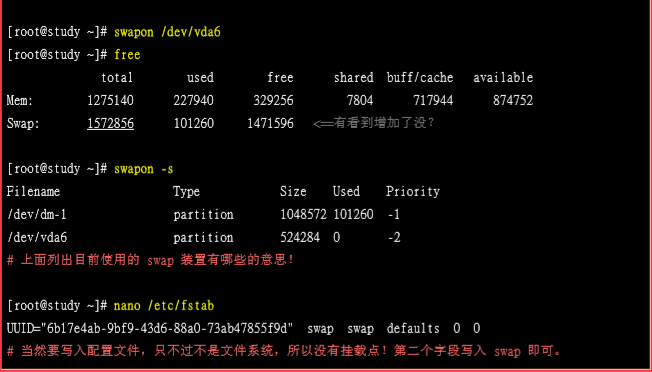 [root@study ~]# swapon /dev/vda6
[root@study ~]# free
total used free shared buff/cache available
Mem: 1275140 227940 329256 7804 717944 874752
Swap: 1572856 101260 1471596 <==有看到增加了没?
[root@study ~]# swapon -s
Filename Type Size Used Priority
/dev/dm-1 partition 1048572 101260 -1
/dev/vda6 partition 524284 0 -2
# 上面列出目前使用的 swap 装置有哪些的意思!
[root@study ~]# nano /etc/fstab
UUID="6b17e4ab-9bf9-43d6-88a0-73ab47855f9d" swap swap defaults 0 0
# 当然要写入配置文件，只不过不是文件系统，所以没有挂载点! 第二个字段写入 swap 即可。